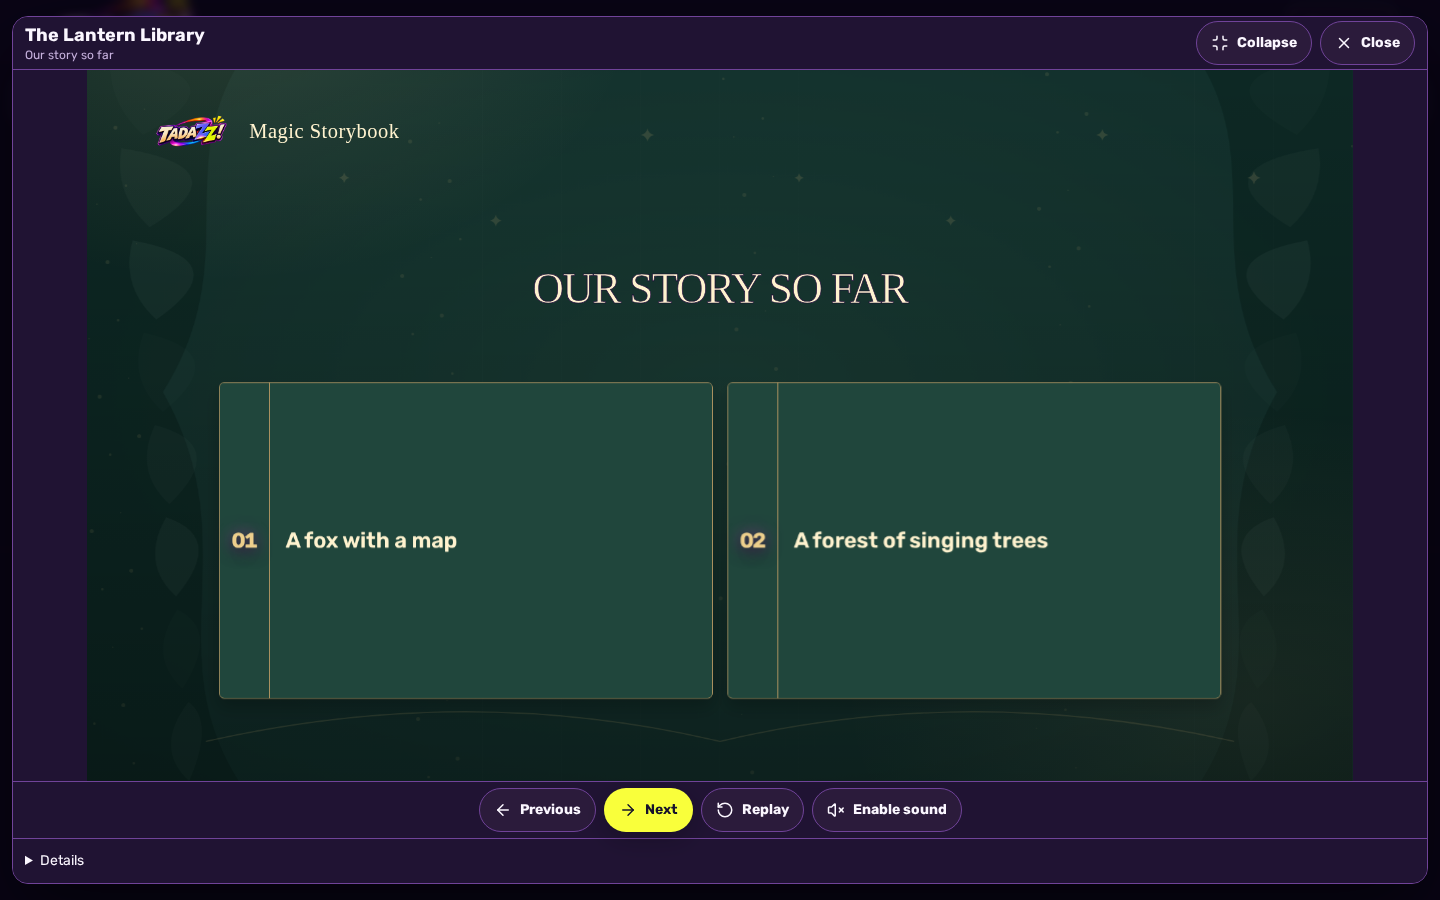 The Lantern Library
Our story so far
Collapse
Close
TADAZZ!
Magic Storybook
OUR STORY SO FAR
01
A fox with a map
02
A forest of singing trees
Previous
Next
Replay
Enable sound
Details